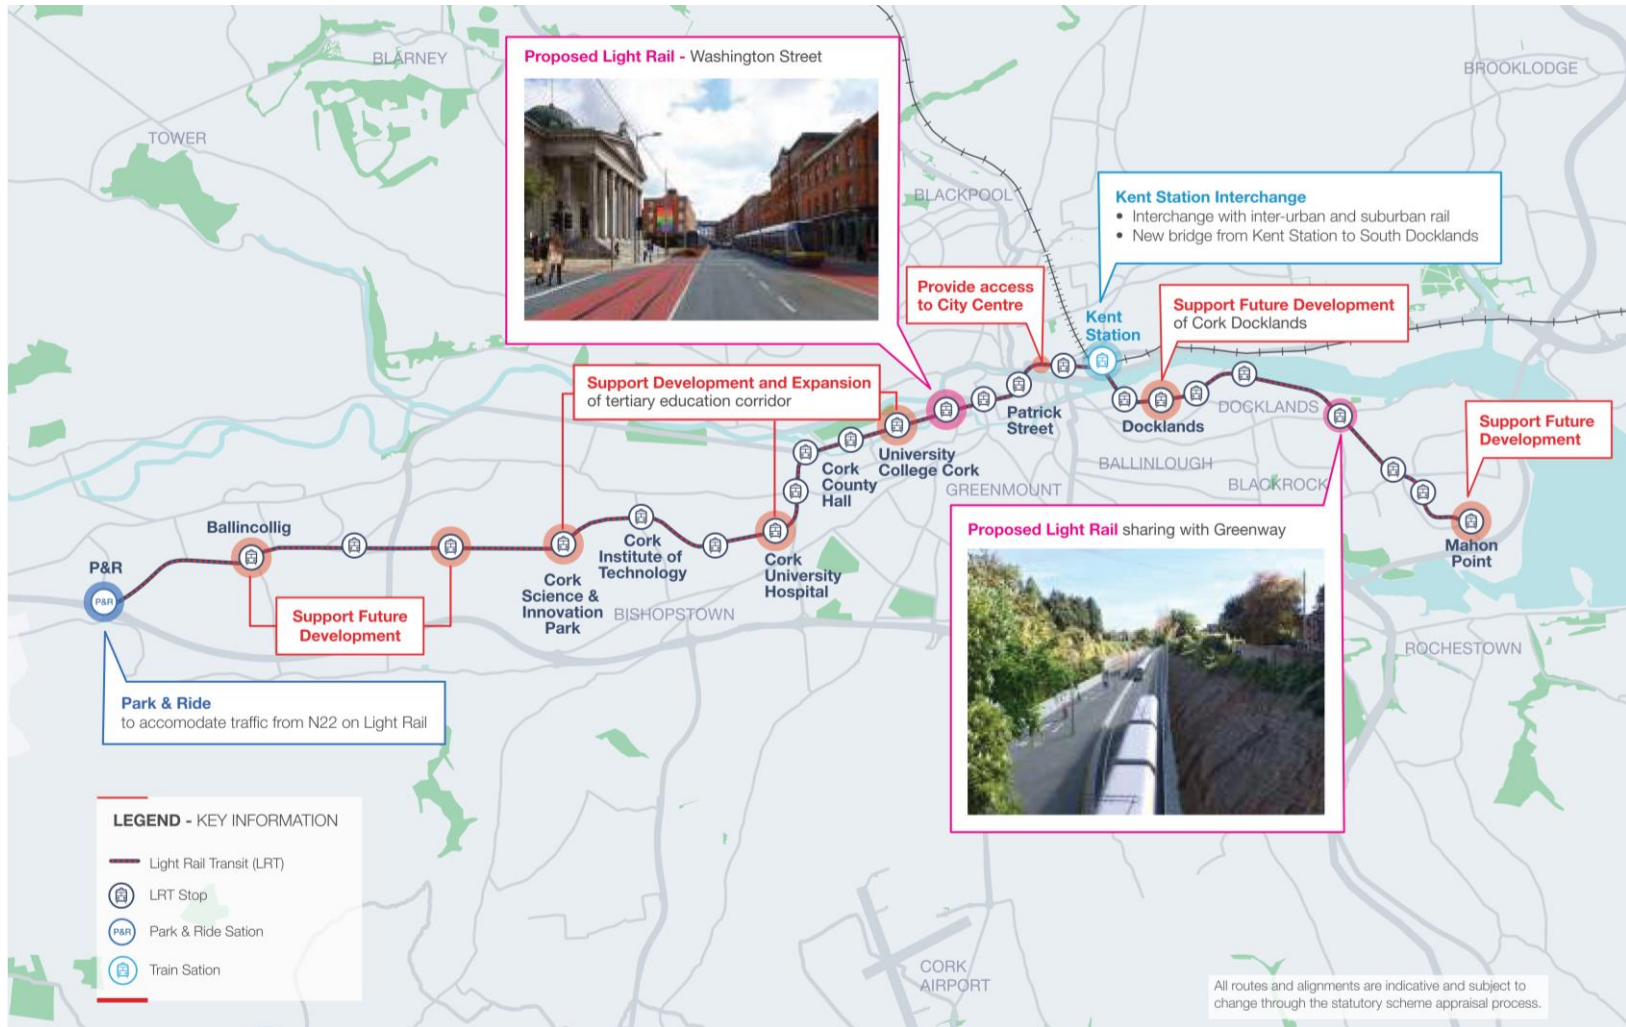 BLARNEY
TOWER
BROOKLODGE
BLACKPOOL
Proposed Light Rail - Washington Street
Kent Station Interchange
• Interchange with inter-urban and suburban rail
• New bridge from Kent Station to South Docklands
Provide access
to City Centre
Kent
Station
Support Future Development
of Cork Docklands
Support Development and Expansion
of tertiary education corridor
Patrick
Street
Docklands
DOCKLANDS
Support Future
Development
University
College Cork
Cork
County
Hall
GREENMOUNT
BALLINLOUGH
BLACKROCK
Ballincollig
P&R
P&R
Cork
Science &
Innovation
Park
Cork
Institute of
Technology
BISHOPSTOWN
Cork
University
Hospital
Mahon
Point
Support Future
Development
Proposed Light Rail sharing with Greenway
ROCHESTOWN
Park & Ride
to accomodate traffic from N22 on Light Rail
LEGEND - KEY INFORMATION
Light Rail Transit (LRT)
LRT Stop
P&R Park & Ride Sation
Train Sation
CORK
AIRPORT
All routes and alignments are indicative and subject to
change through the statutory scheme appraisal process.